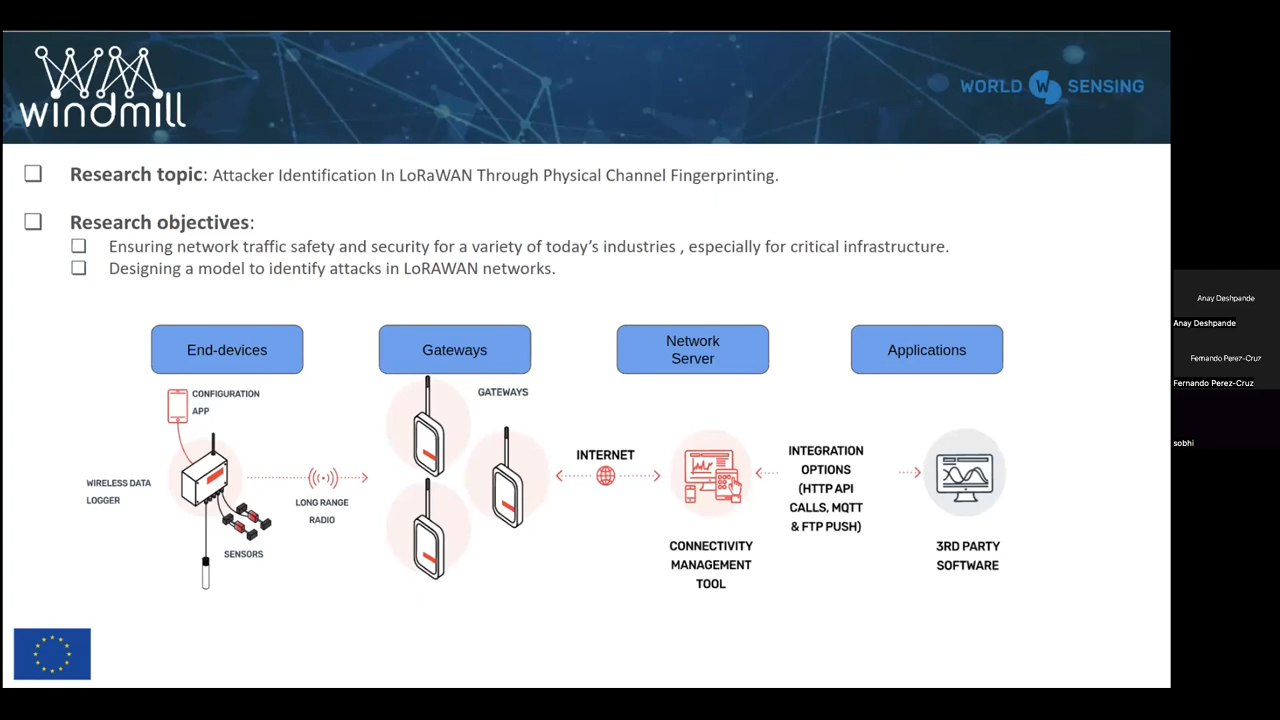 WM
windmill
WORLD W SENSING
❑ Research topic: Attacker Identification In LoRaWAN Through Physical Channel Fingerprinting.
❑ Research objectives:
❑ Ensuring network traffic safety and security for a variety of today's industries , especially for critical infrastructure.
❑ Designing a model to identify attacks in LoRAWAN networks.
End-devices
Gateways
Network
Server
Applications
CONFIGURATION
APP
WIRELESS DATA
LOGGER
SENSORS
LONG RANGE
RADIO
GATEWAYS
INTERNET
CONNECTIVITY
MANAGEMENT
TOOL
INTEGRATION
OPTIONS
(HTTP API
CALLS, MQTT
& FTP PUSH)
3RD PARTY
SOFTWARE
Anay Deshpande
Anay Deshpande
Fernando Perez-Cruz
Fernando Perez-Cruz
sobhi